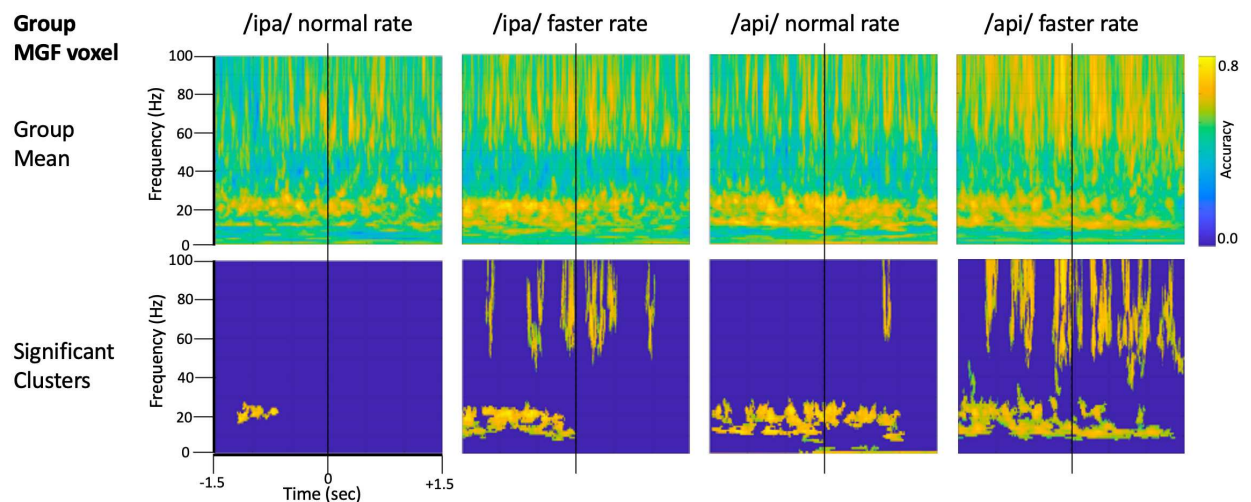 Group
MGF voxel
/ipa/ normal rate
/ipa/ faster rate
/api/ normal rate
/api/ faster rate
Group
Mean
Frequency (Hz)
100
80
60
40
20
0
0.8
Accuracy
0.0
Significant
Clusters
Frequency (Hz)
100
80
60
40
20
0
-1.5
0
+1.5
Time (sec)